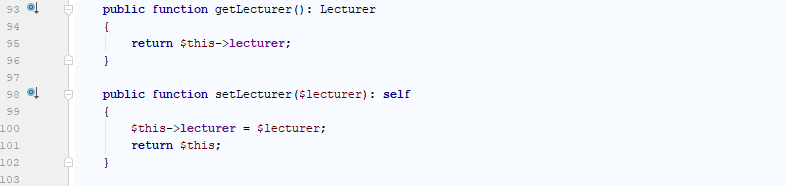 93 public function getLecturer(): Lecturer
94 {
95 return $this->lecturer;
96 }
97
98 public function setLecturer($lecturer): self
99 {
100 $this->lecturer = $lecturer;
101 return $this;
102 }
103